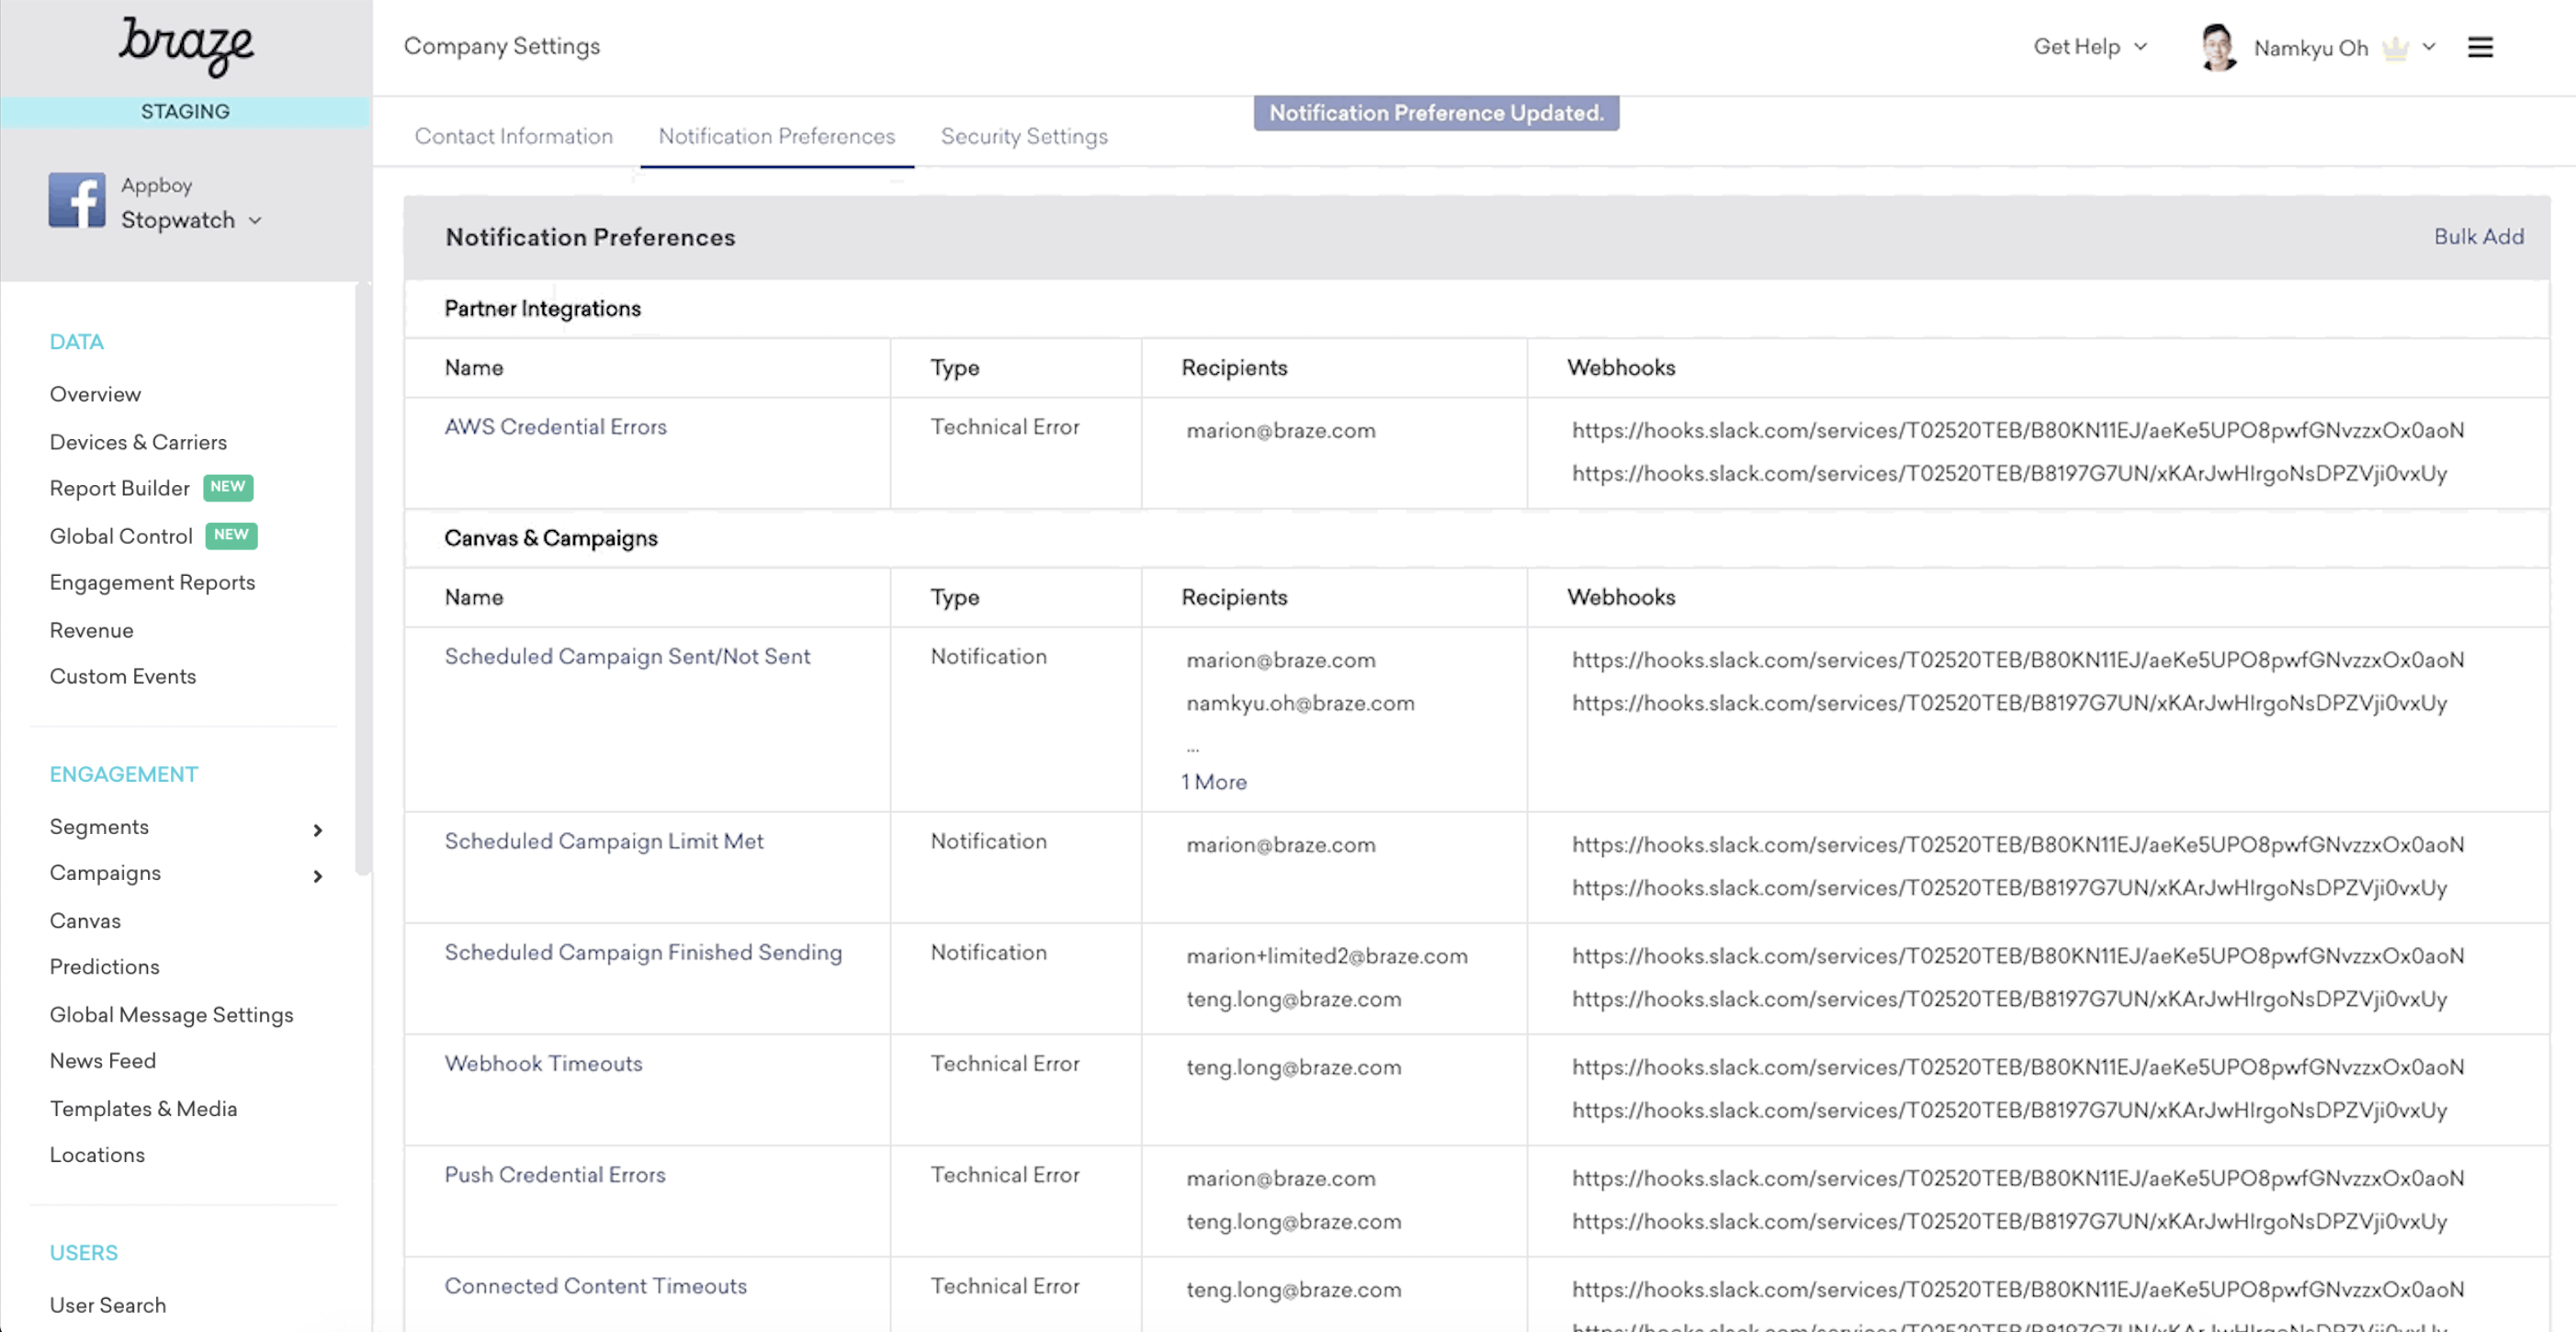 braze
Company Settings
Get Help
Namkyu Oh
STAGING
Notification Preference Updated.
Contact Information
Notification Preferences
Security Settings
Appboy
Stopwatch
Notification Preferences
Bulk Add
Partner Integrations
Name Type Recipients Webhooks
AWS Credential Errors Technical Error marion@braze.com https://hooks.slack.com/services/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
https://hooks.slack.com/services/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
Canvas & Campaigns
Name Type Recipients Webhooks
Scheduled Campaign Sent/Not Sent Notification marion@braze.com https://hooks.slack.com/services/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
namkyu.oh@braze.com https://hooks.slack.com/services/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
...
1 More
Scheduled Campaign Limit Met Notification marion@braze.com https://hooks.slack.com/services/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
https://hooks.slack.com/services/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
Scheduled Campaign Finished Sending Notification marion+limited2@braze.com https://hooks.slack.com/services/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
teng.long@braze.com https://hooks.slack.com/services/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
Webhook Timeouts Technical Error teng.long@braze.com https://hooks.slack.com/services/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
https://hooks.slack.com/services/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
Push Credential Errors Technical Error marion@braze.com https://hooks.slack.com/services/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
teng.long@braze.com https://hooks.slack.com/services/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
Connected Content Timeouts Technical Error teng.long@braze.com https://hooks.slack.com/services/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
DATA
Overview
Devices & Carriers
Report Builder NEW
Global Control NEW
Engagement Reports
Revenue
Custom Events
ENGAGEMENT
Segments
Campaigns
Canvas
Predictions
Global Message Settings
News Feed
Templates & Media
Locations
USERS
User Search